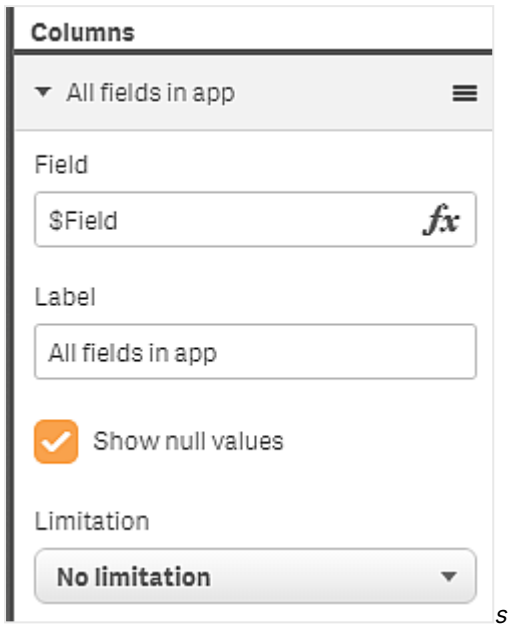 Columns
All fields in app
Field
$Field fx
Label
All fields in app
Show null values
Limitation
No limitation
s